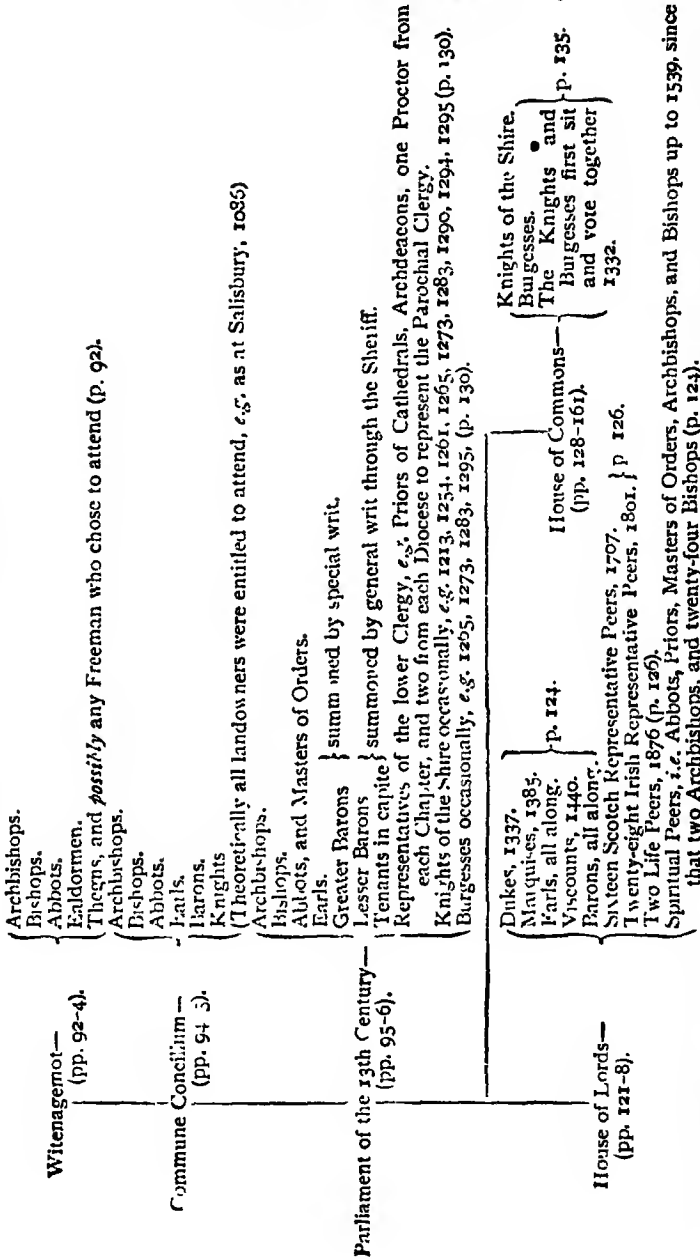 Witenagemot—
(pp. 92-4).
Archbishops.
Bishops.
Abbots.
Ealdormen.
Thegns, and possibly any Freeman who chose to attend (p. 92).
Commune Concilium—
(pp. 94 5).
Archbishops.
Bishops.
Abbots.
Earls.
Barons.
Knights
(Theoretically all landowners were entitled to attend, e.g. as at Salisbury, 1086)
Parliament of the 13th Century—
(pp. 95-6).
Archbishops.
Bishops.
Abbots, and Masters of Orders.
Earls.
Greater Barons } summoned by special writ.
Lesser Barons
Tenants in capite } summoned by general writ through the Sheriff.
Representatives of the lower Clergy, e.g. Priors of Cathedrals, Archdeacons, one Proctor from
each Chapter, and two from each Diocese to represent the Parochial Clergy.
Knights of the Shire occasionally, e.g. 1213, 1254, 1261, 1265, 1273, 1283, 1290, 1294, 1295 (p. 130).
Burgesses occasionally, e.g. 1265, 1273, 1283, 1295, (p. 130).
House of Lords—
(pp. 121-8).
Dukes, 1337.
Marquises, 1385.
Earls, all along.
Viscounts, 1440.
Barons, all along.
p. 124.
Sixteen Scotch Representative Peers, 1707.
Twenty-eight Irish Representative Peers, 1801. } p 126.
Two Life Peers, 1876 (p. 126).
Spiritual Peers, i.e. Abbots, Priors, Masters of Orders, Archbishops, and Bishops up to 1539, since
that two Archbishops, and twenty-four Bishops (p. 124).
House of Commons—
(pp. 128-161).
Knights of the Shire.
Burgesses.
The Knights and
Burgesses first sit
and vote together
1332.
p. 135.